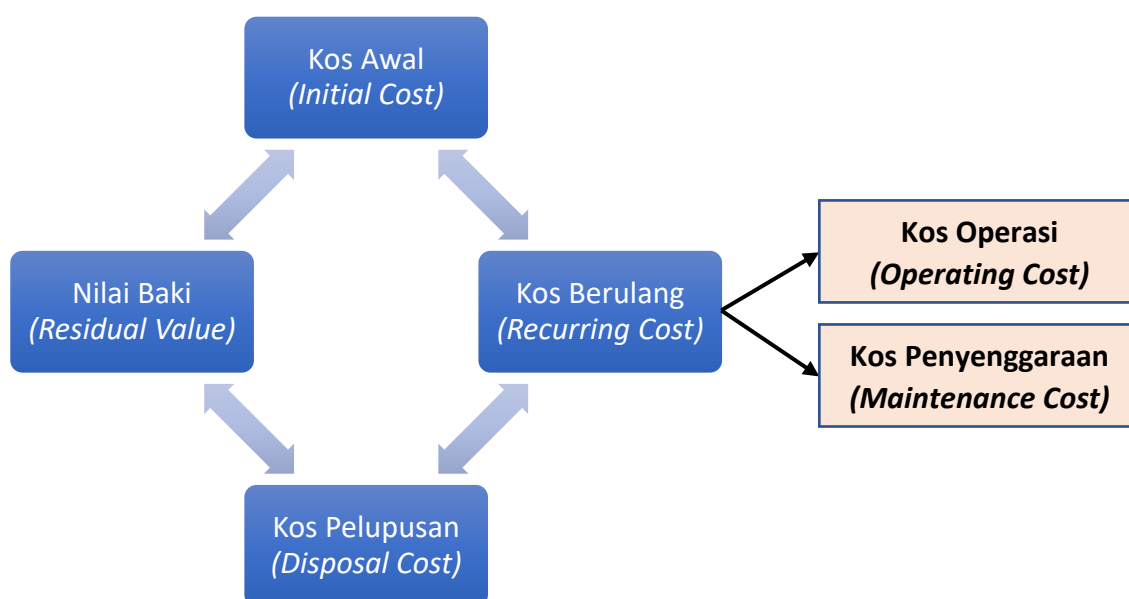 Kos Awal
(Initial Cost)
Nilai Baki
(Residual Value)
Kos Berulang
(Recurring Cost)
Kos Operasi
(Operating Cost)
Kos Penyenggaraan
(Maintenance Cost)
Kos Pelupusan
(Disposal Cost)